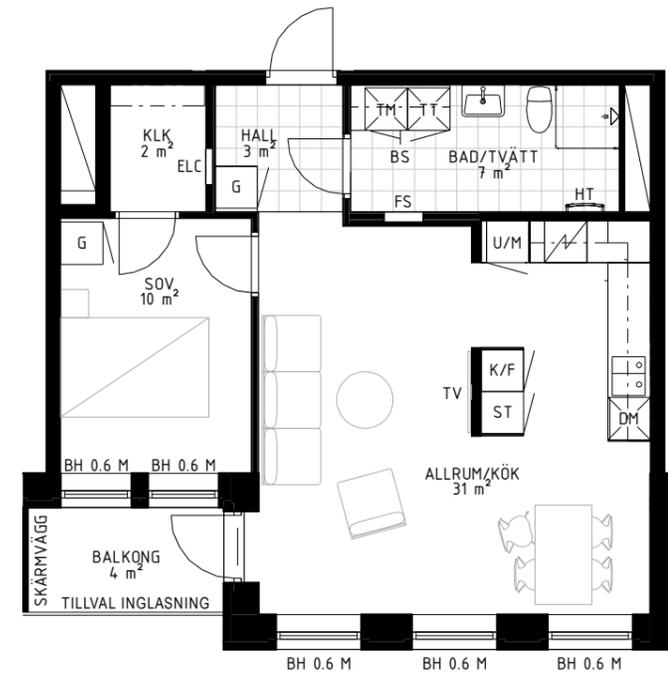 KLK
2 m²
ELC
HALL
3 m²
G
TM
TT
BS
BAD/TVÄTT
7 m²
FS
HT
G
SOV
10 m²
U/M
K/F
ST
TV
DM
BH 0.6 M
BH 0.6 M
ALLRUM/KÖK
31 m²
SKÄRMVÄGG
BALKONG
4 m²
TILLVAL INGLASNING
BH 0.6 M
BH 0.6 M
BH 0.6 M